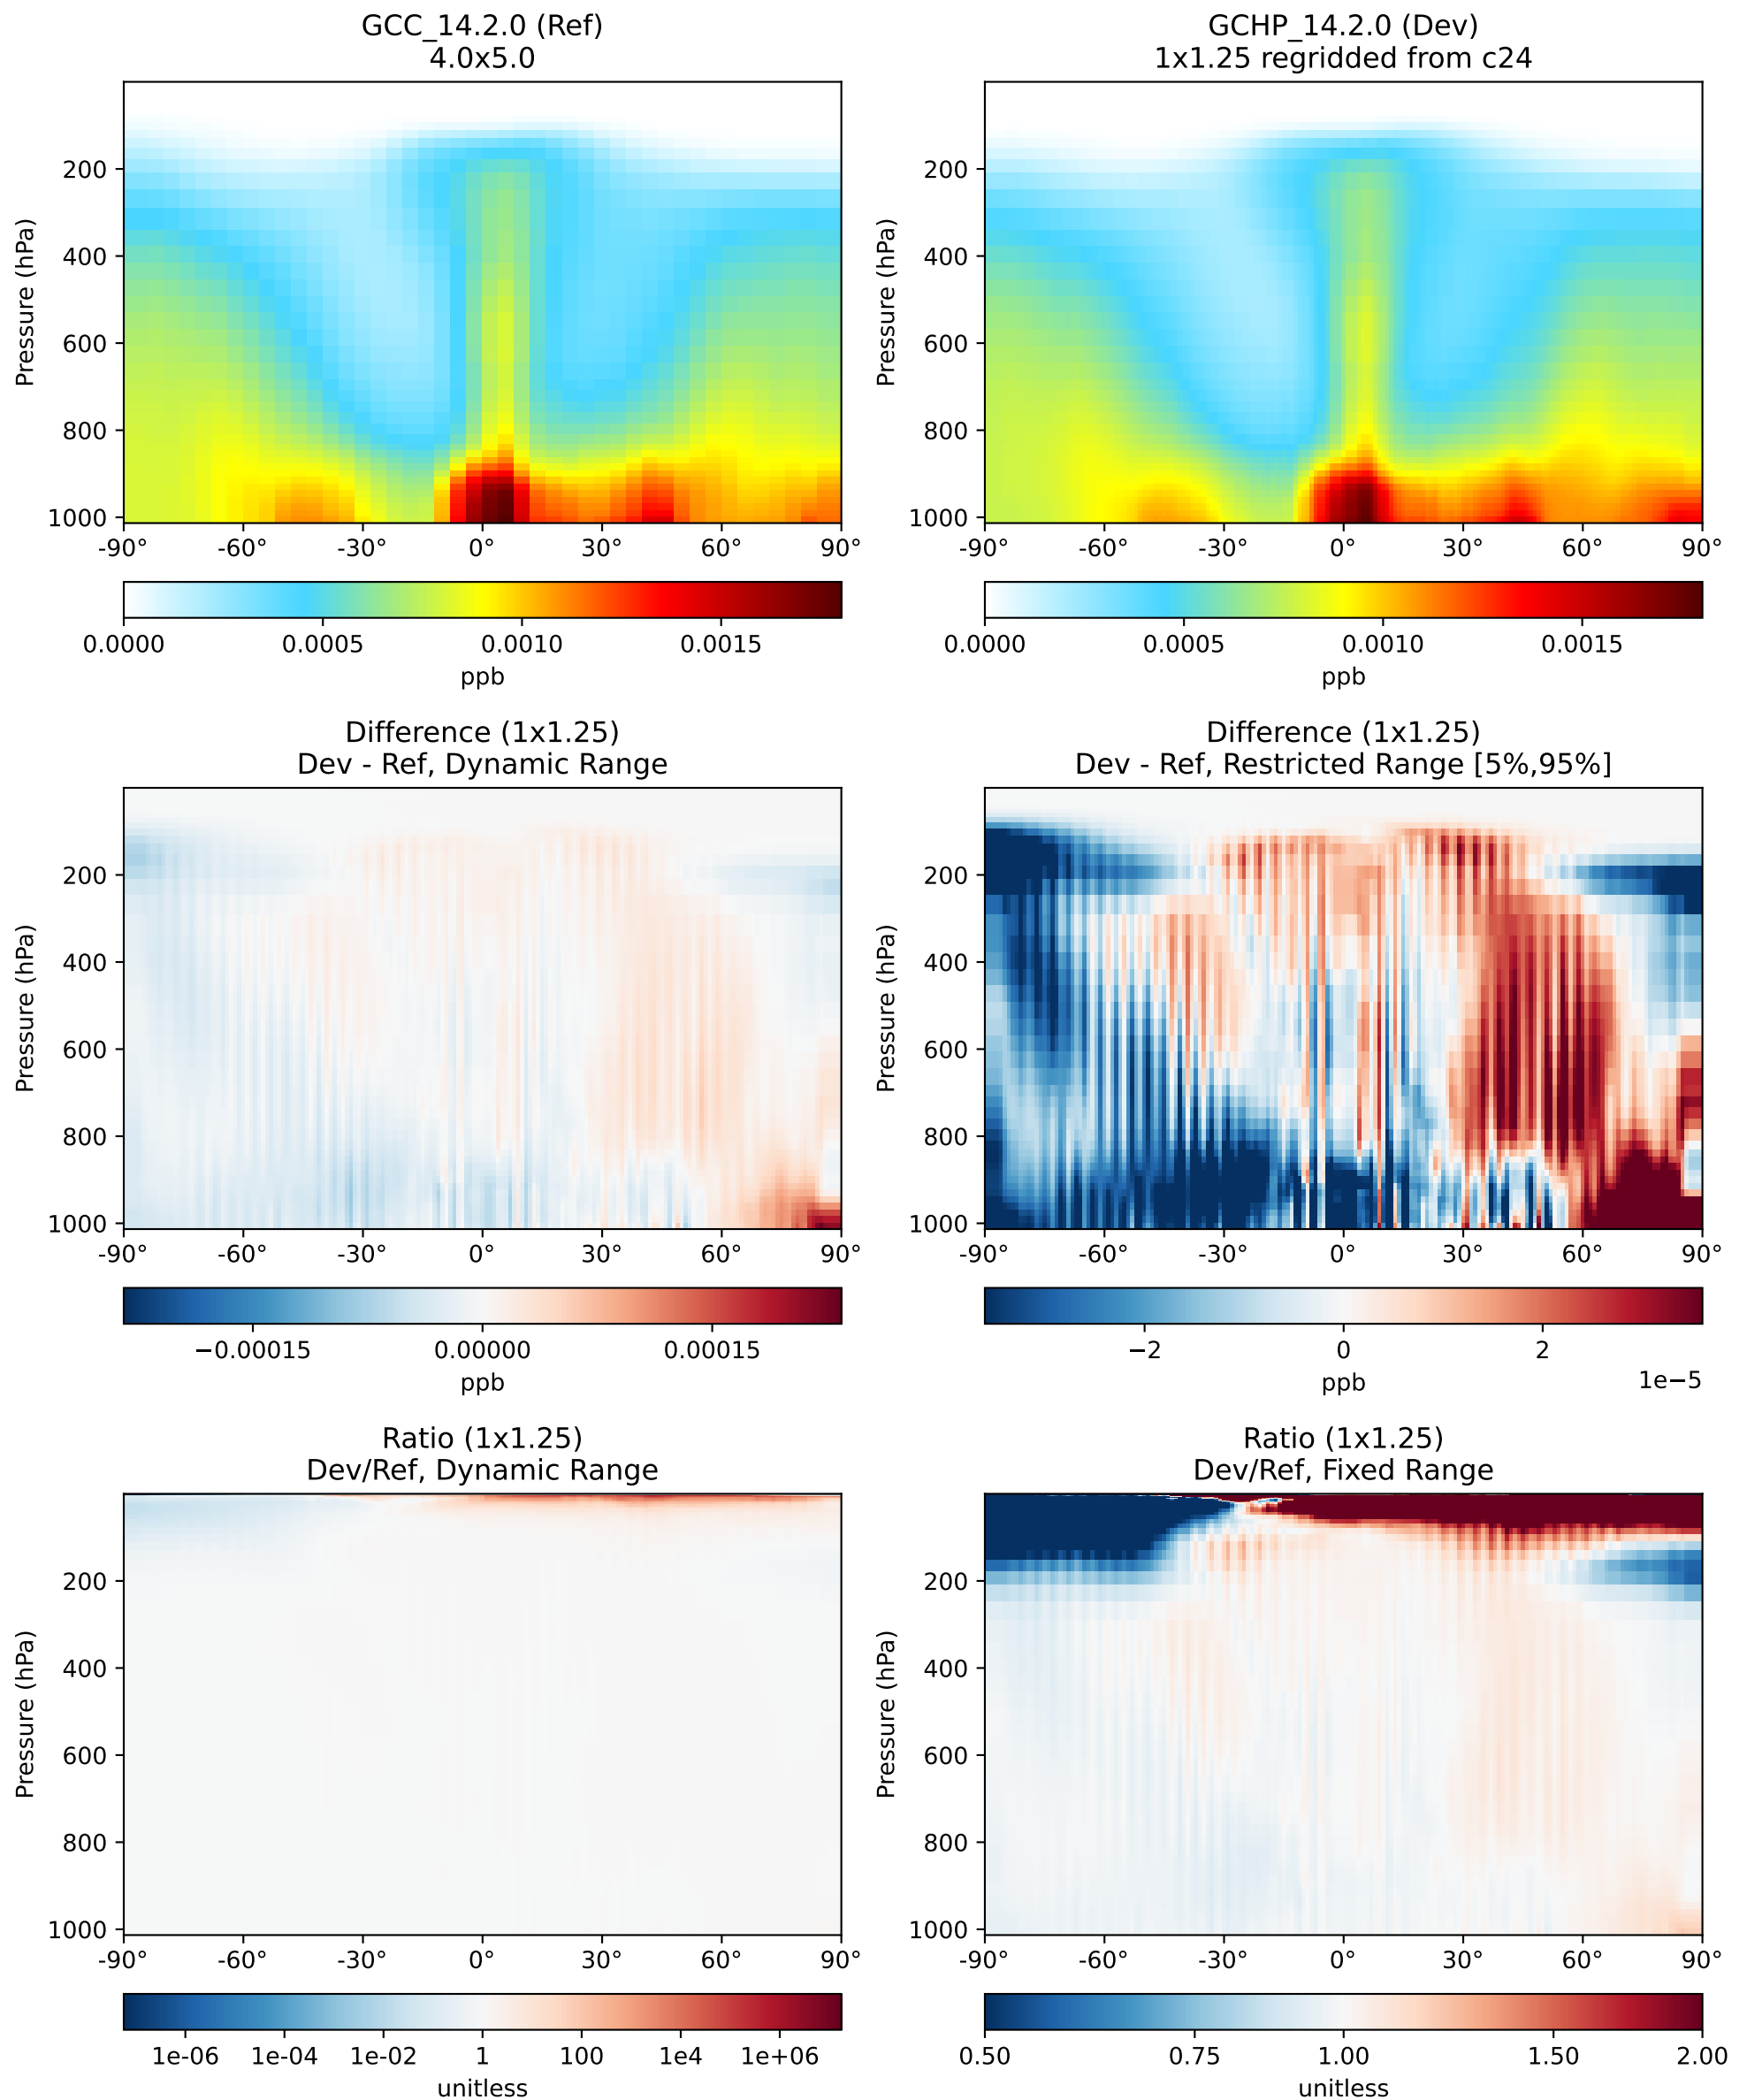 GCC_14.2.0 (Ref)
4.0x5.0
GCHP_14.2.0 (Dev)
1x1.25 regridded from c24
Pressure (hPa)
200
400
600
800
1000
-90° -60° -30° 0° 30° 60° 90°
0.0000 0.0005 0.0010 0.0015
ppb
Pressure (hPa)
200
400
600
800
1000
-90° -60° -30° 0° 30° 60° 90°
0.0000 0.0005 0.0010 0.0015
ppb
Difference (1x1.25)
Dev - Ref, Dynamic Range
Difference (1x1.25)
Dev - Ref, Restricted Range [5%,95%]
Pressure (hPa)
200
400
600
800
1000
-90° -60° -30° 0° 30° 60° 90°
−0.00015 0.00000 0.00015
ppb
Pressure (hPa)
200
400
600
800
1000
-90° -60° -30° 0° 30° 60° 90°
−2 0 2
ppb
1e−5
Ratio (1x1.25)
Dev/Ref, Dynamic Range
Ratio (1x1.25)
Dev/Ref, Fixed Range
Pressure (hPa)
200
400
600
800
1000
-90° -60° -30° 0° 30° 60° 90°
1e-06 1e-04 1e-02 1 100 1e4 1e+06
unitless
Pressure (hPa)
200
400
600
800
1000
-90° -60° -30° 0° 30° 60° 90°
0.50 0.75 1.00 1.50 2.00
unitless